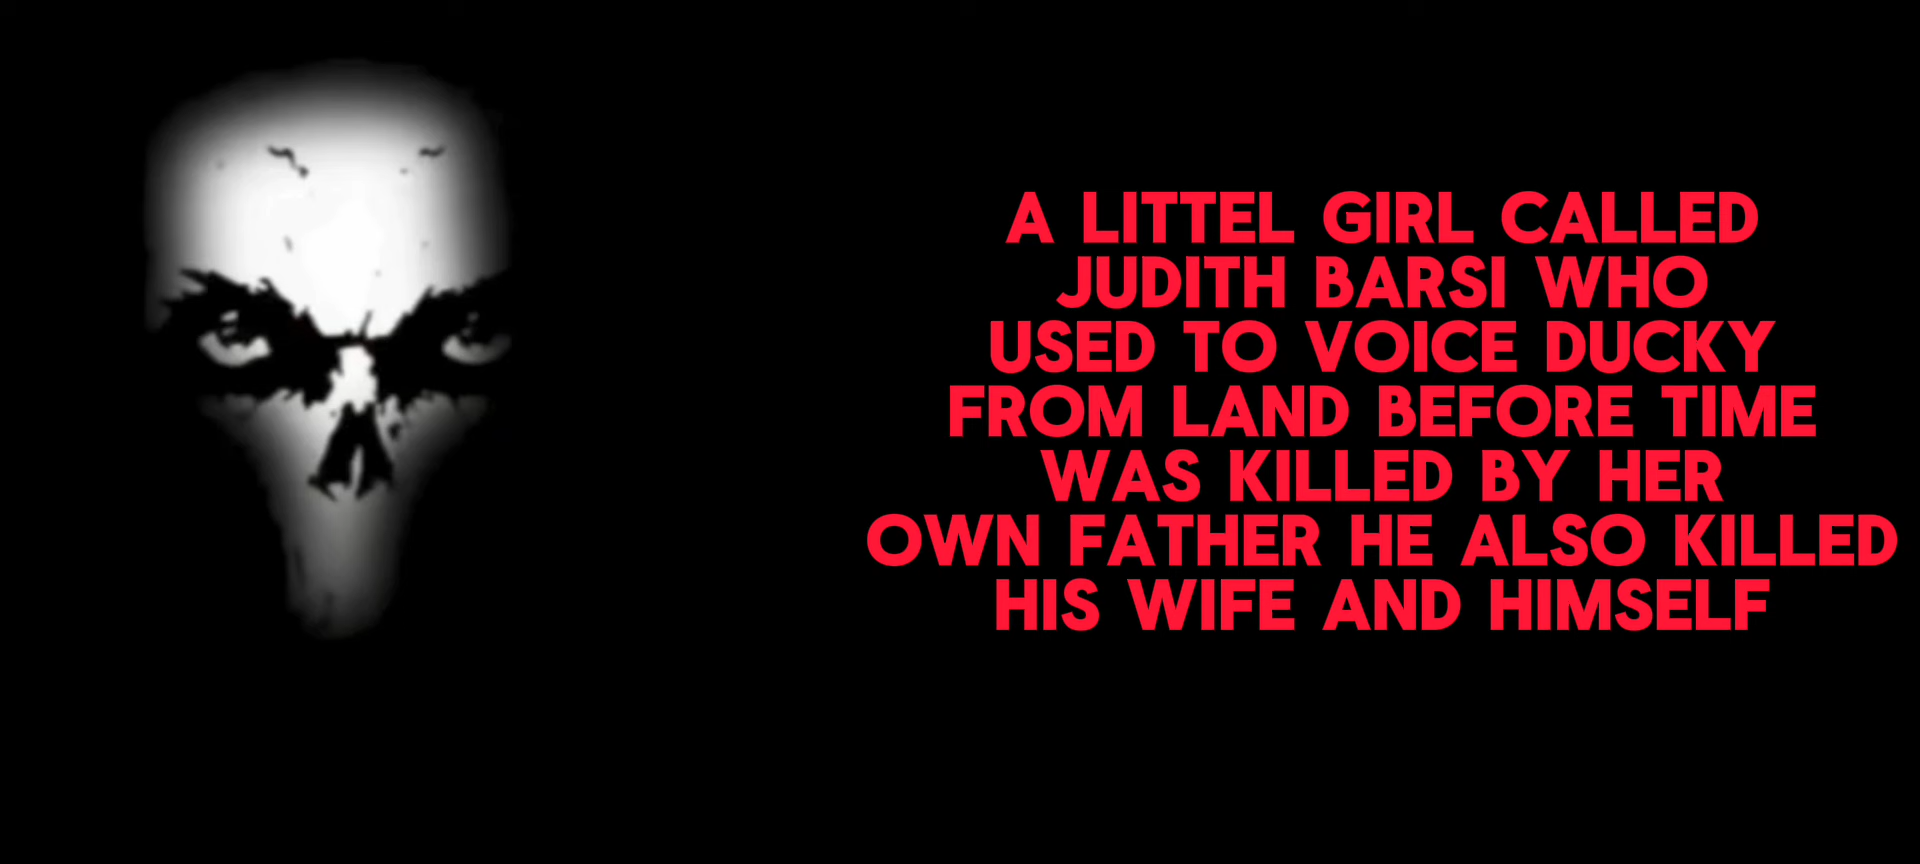 A LITTEL GIRL CALLED
JUDITH BARSI WHO
USED TO VOICE DUCKY
FROM LAND BEFORE TIME
WAS KILLED BY HER
OWN FATHER HE ALSO KILLED
HIS WIFE AND HIMSELF